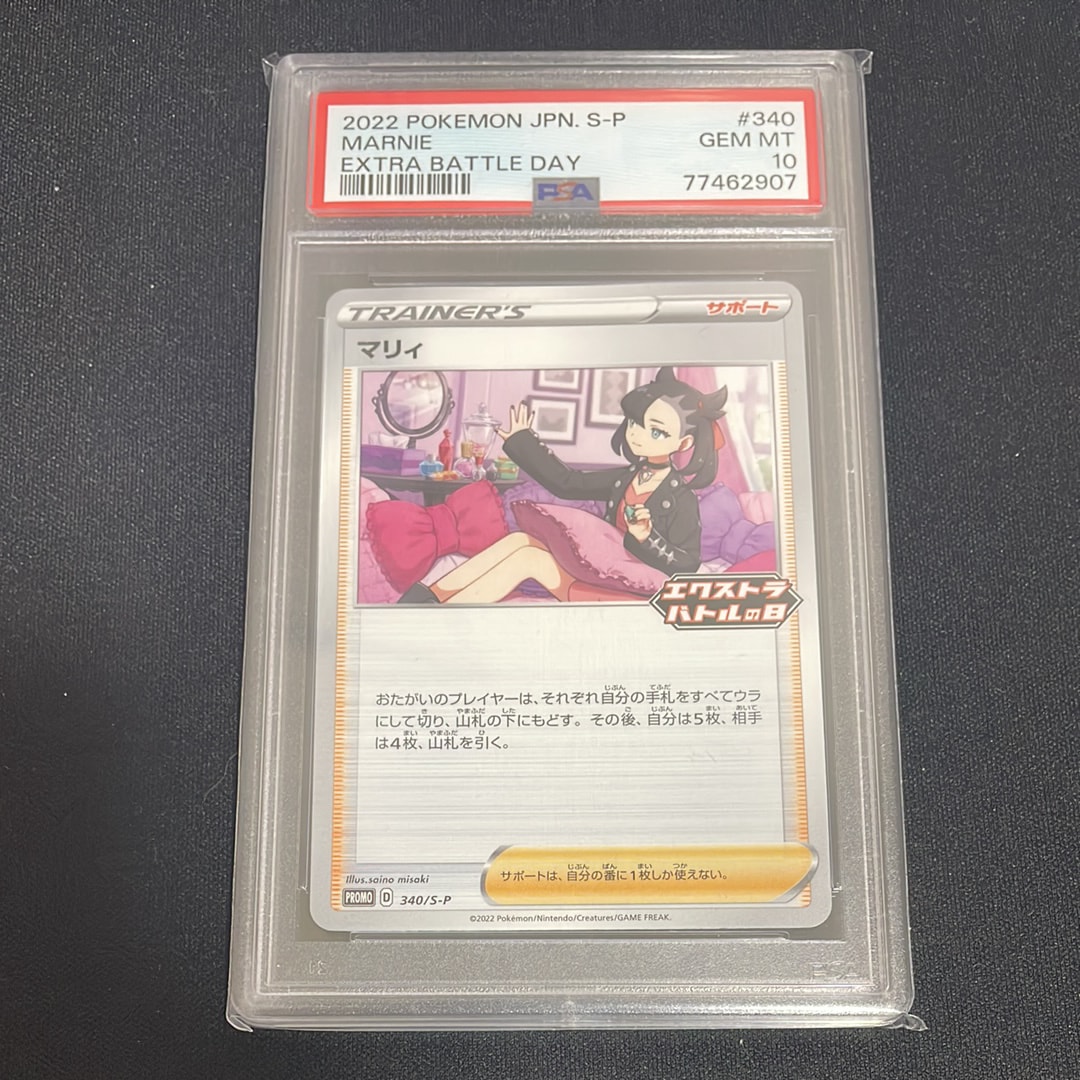 2022 POKEMON JPN. S-P #340
MARNIE GEM MT
EXTRA BATTLE DAY 10
77462907
PSA
TRAINER'S サポート
マリィ
エクストラ
バトルの日
おたがいのプレイヤーは、それぞれ自分の手札をすべてウラ
にして切り、山札の下にもどす。その後、自分は5枚、相手
は4枚、山札を引く。
サポートは、自分の番に1枚しか使えない。
Illus.saino misaki
PROMO D 340/S-P
©2022 Pokémon/Nintendo/Creatures/GAME FREAK.
PSA